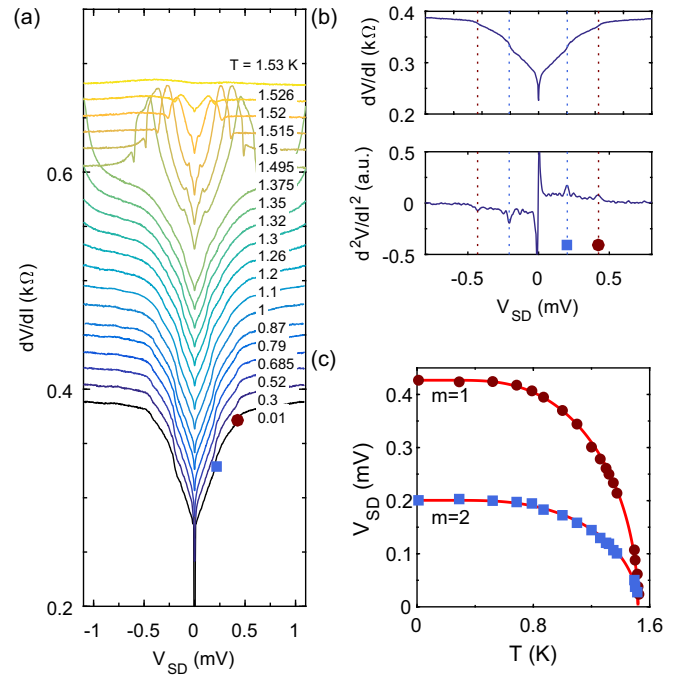 (a)
T = 1.53 K
1.526
1.52
1.515
1.5
1.495
1.375
1.35
1.32
1.3
1.26
1.2
1.1
1
0.87
0.79
0.685
0.52
0.3
0.01
0.6
0.4
0.2
dV/dI (kΩ)
-1 -0.5 0 0.5 1
V_SD (mV)
(b)
0.4
0.3
0.2
dV/dI (kΩ)
0.5
0
-0.5
d²V/dI² (a.u.)
-0.5 0 0.5
V_SD (mV)
(c)
0.4
0.3
0.2
0.1
0
V_SD (mV)
m=1
m=2
0 0.8 1.6
T (K)